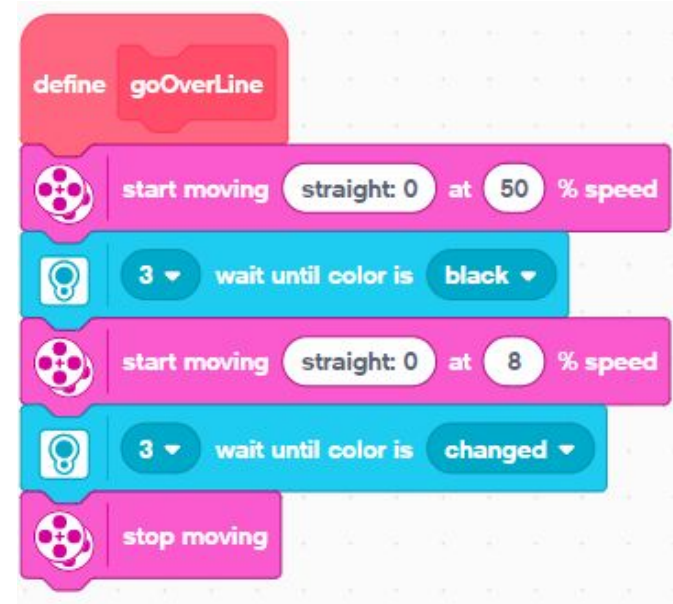 define goOverLine
start moving straight: 0 at 50 % speed
3 wait until color is black
start moving straight: 0 at 8 % speed
3 wait until color is changed
stop moving